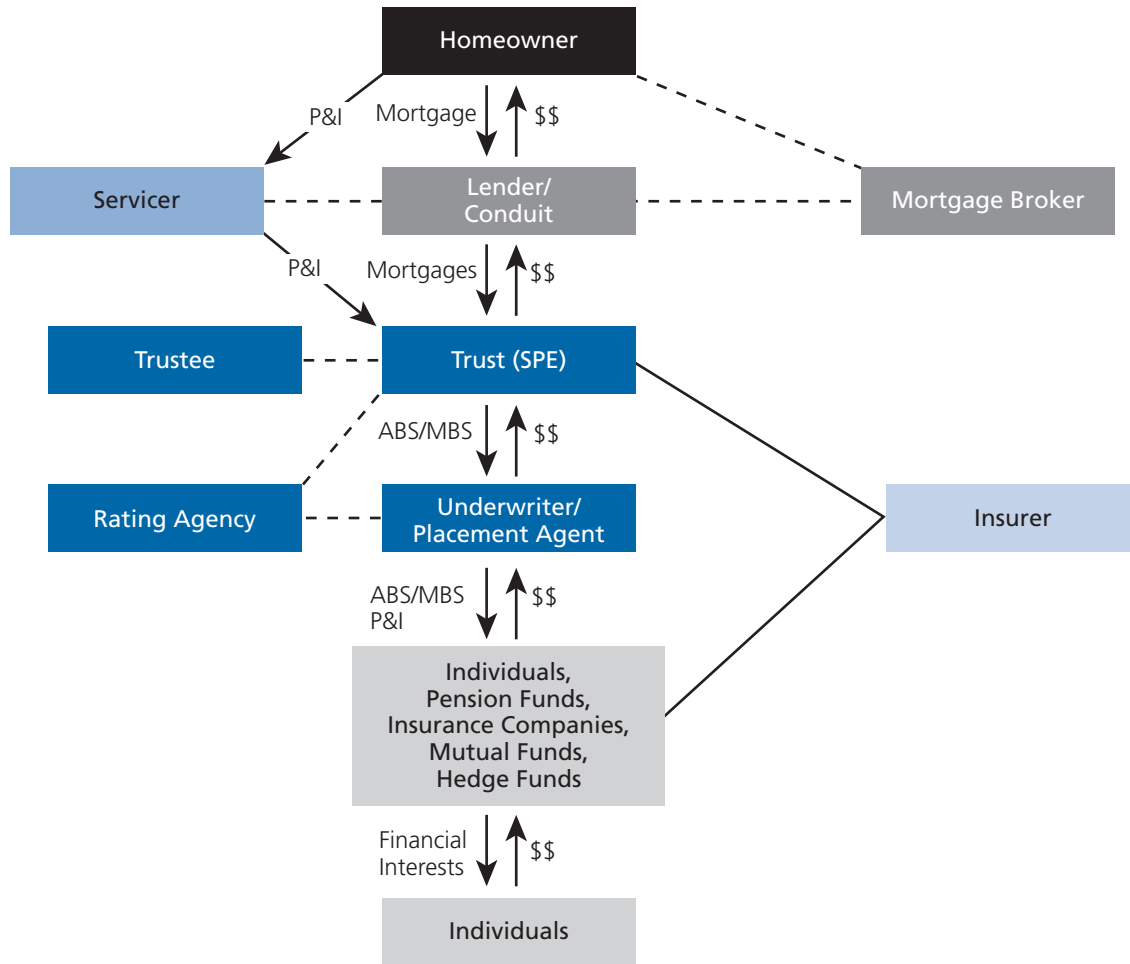 Homeowner
P&I
Mortgage
$$
Servicer
Lender/
Conduit
Mortgage Broker
P&I
Mortgages
$$
Trustee
Trust (SPE)
ABS/MBS
$$
Rating Agency
Underwriter/
Placement Agent
Insurer
ABS/MBS
P&I
$$
Individuals,
Pension Funds,
Insurance Companies,
Mutual Funds,
Hedge Funds
Financial
Interests
$$
Individuals